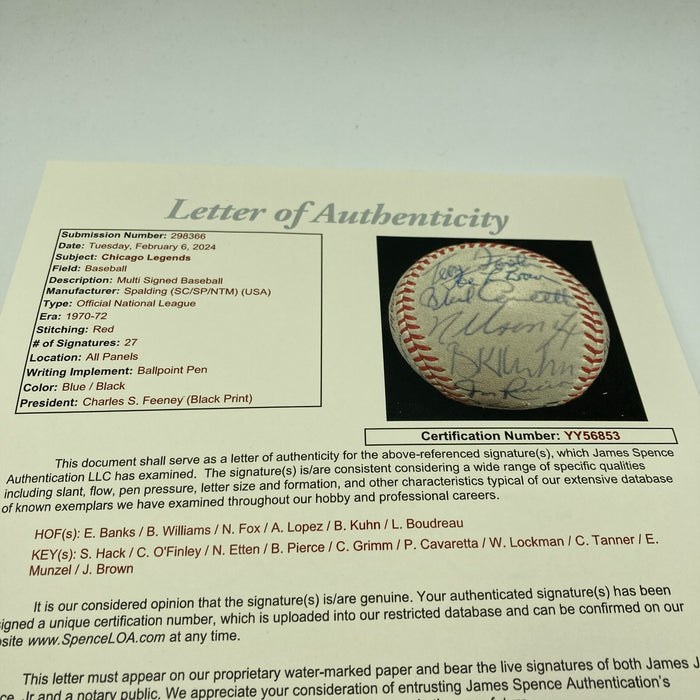 Letter of Authenticity
Submission Number: 298366
Date: Tuesday, February 6, 2024
Subject: Chicago Legends
Field: Baseball
Description: Multi Signed Baseball
Manufacturer: Spalding (SC/SP/NTM) (USA)
Type: Official National League
Era: 1970-72
Stitching: Red
# of Signatures: 27
Location: All Panels
Writing Implement: Ballpoint Pen
Color: Blue / Black
President: Charles S. Feeney (Black Print)
Joe Brown
Phil Cavarretta
Certification Number: YY56853
This document shall serve as a letter of authenticity for the above-referenced signature(s), which James Spence
Authentication LLC has examined. The signature(s) is/are consistent considering a wide range of specific qualities
including slant, flow, pen pressure, letter size and formation, and other characteristics typical of our extensive database
of known exemplars we have examined throughout our hobby and professional careers.
HOF(s): E. Banks / B. Williams / N. Fox / A. Lopez / B. Kuhn / L. Boudreau
KEY(s): S. Hack / C. O'Finley / N. Etten / B. Pierce / C. Grimm / P. Cavaretta / W. Lockman / C. Tanner / E.
Munzel / J. Brown
It is our considered opinion that the signature(s) is/are genuine. Your authenticated signature(s) has been
signed a unique certification number, which is uploaded into our restricted database and can be confirmed on our
site www.SpenceLOA.com at any time.
This letter must appear on our proprietary water-marked paper and bear the live signatures of both James J
ce, Jr and a notary public. We appreciate your consideration of entrusting James Spence Authentication's